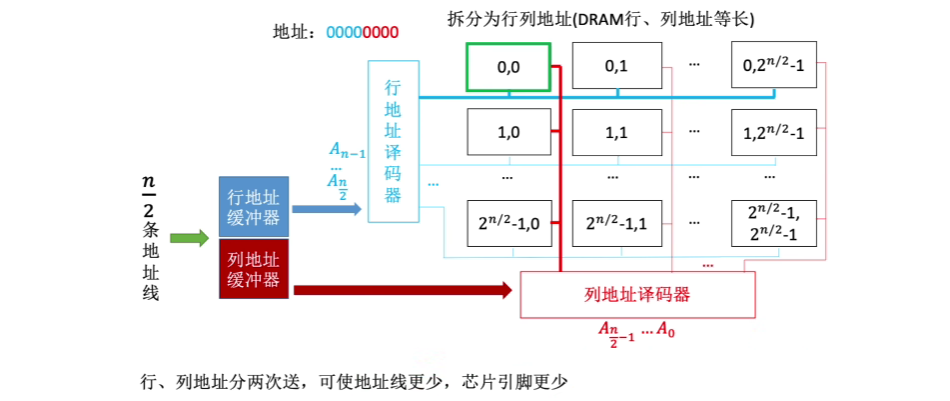 拆分为行列地址(DRAM行、列地址等长)
地址：00000000
0,0
0,1
...
0,2^{n/2}-1
行地址译码器
A_{n-1}
...
A_{n/2}
1,0
1,1
...
1,2^{n/2}-1
...
...
...
...
n/2条地址线
行地址缓冲器
2^{n/2}-1,0
2^{n/2}-1,1
...
2^{n/2}-1,
2^{n/2}-1
列地址缓冲器
...
列地址译码器
A_{n/2-1} ...A_0
行、列地址分两次送，可使地址线更少，芯片引脚更少